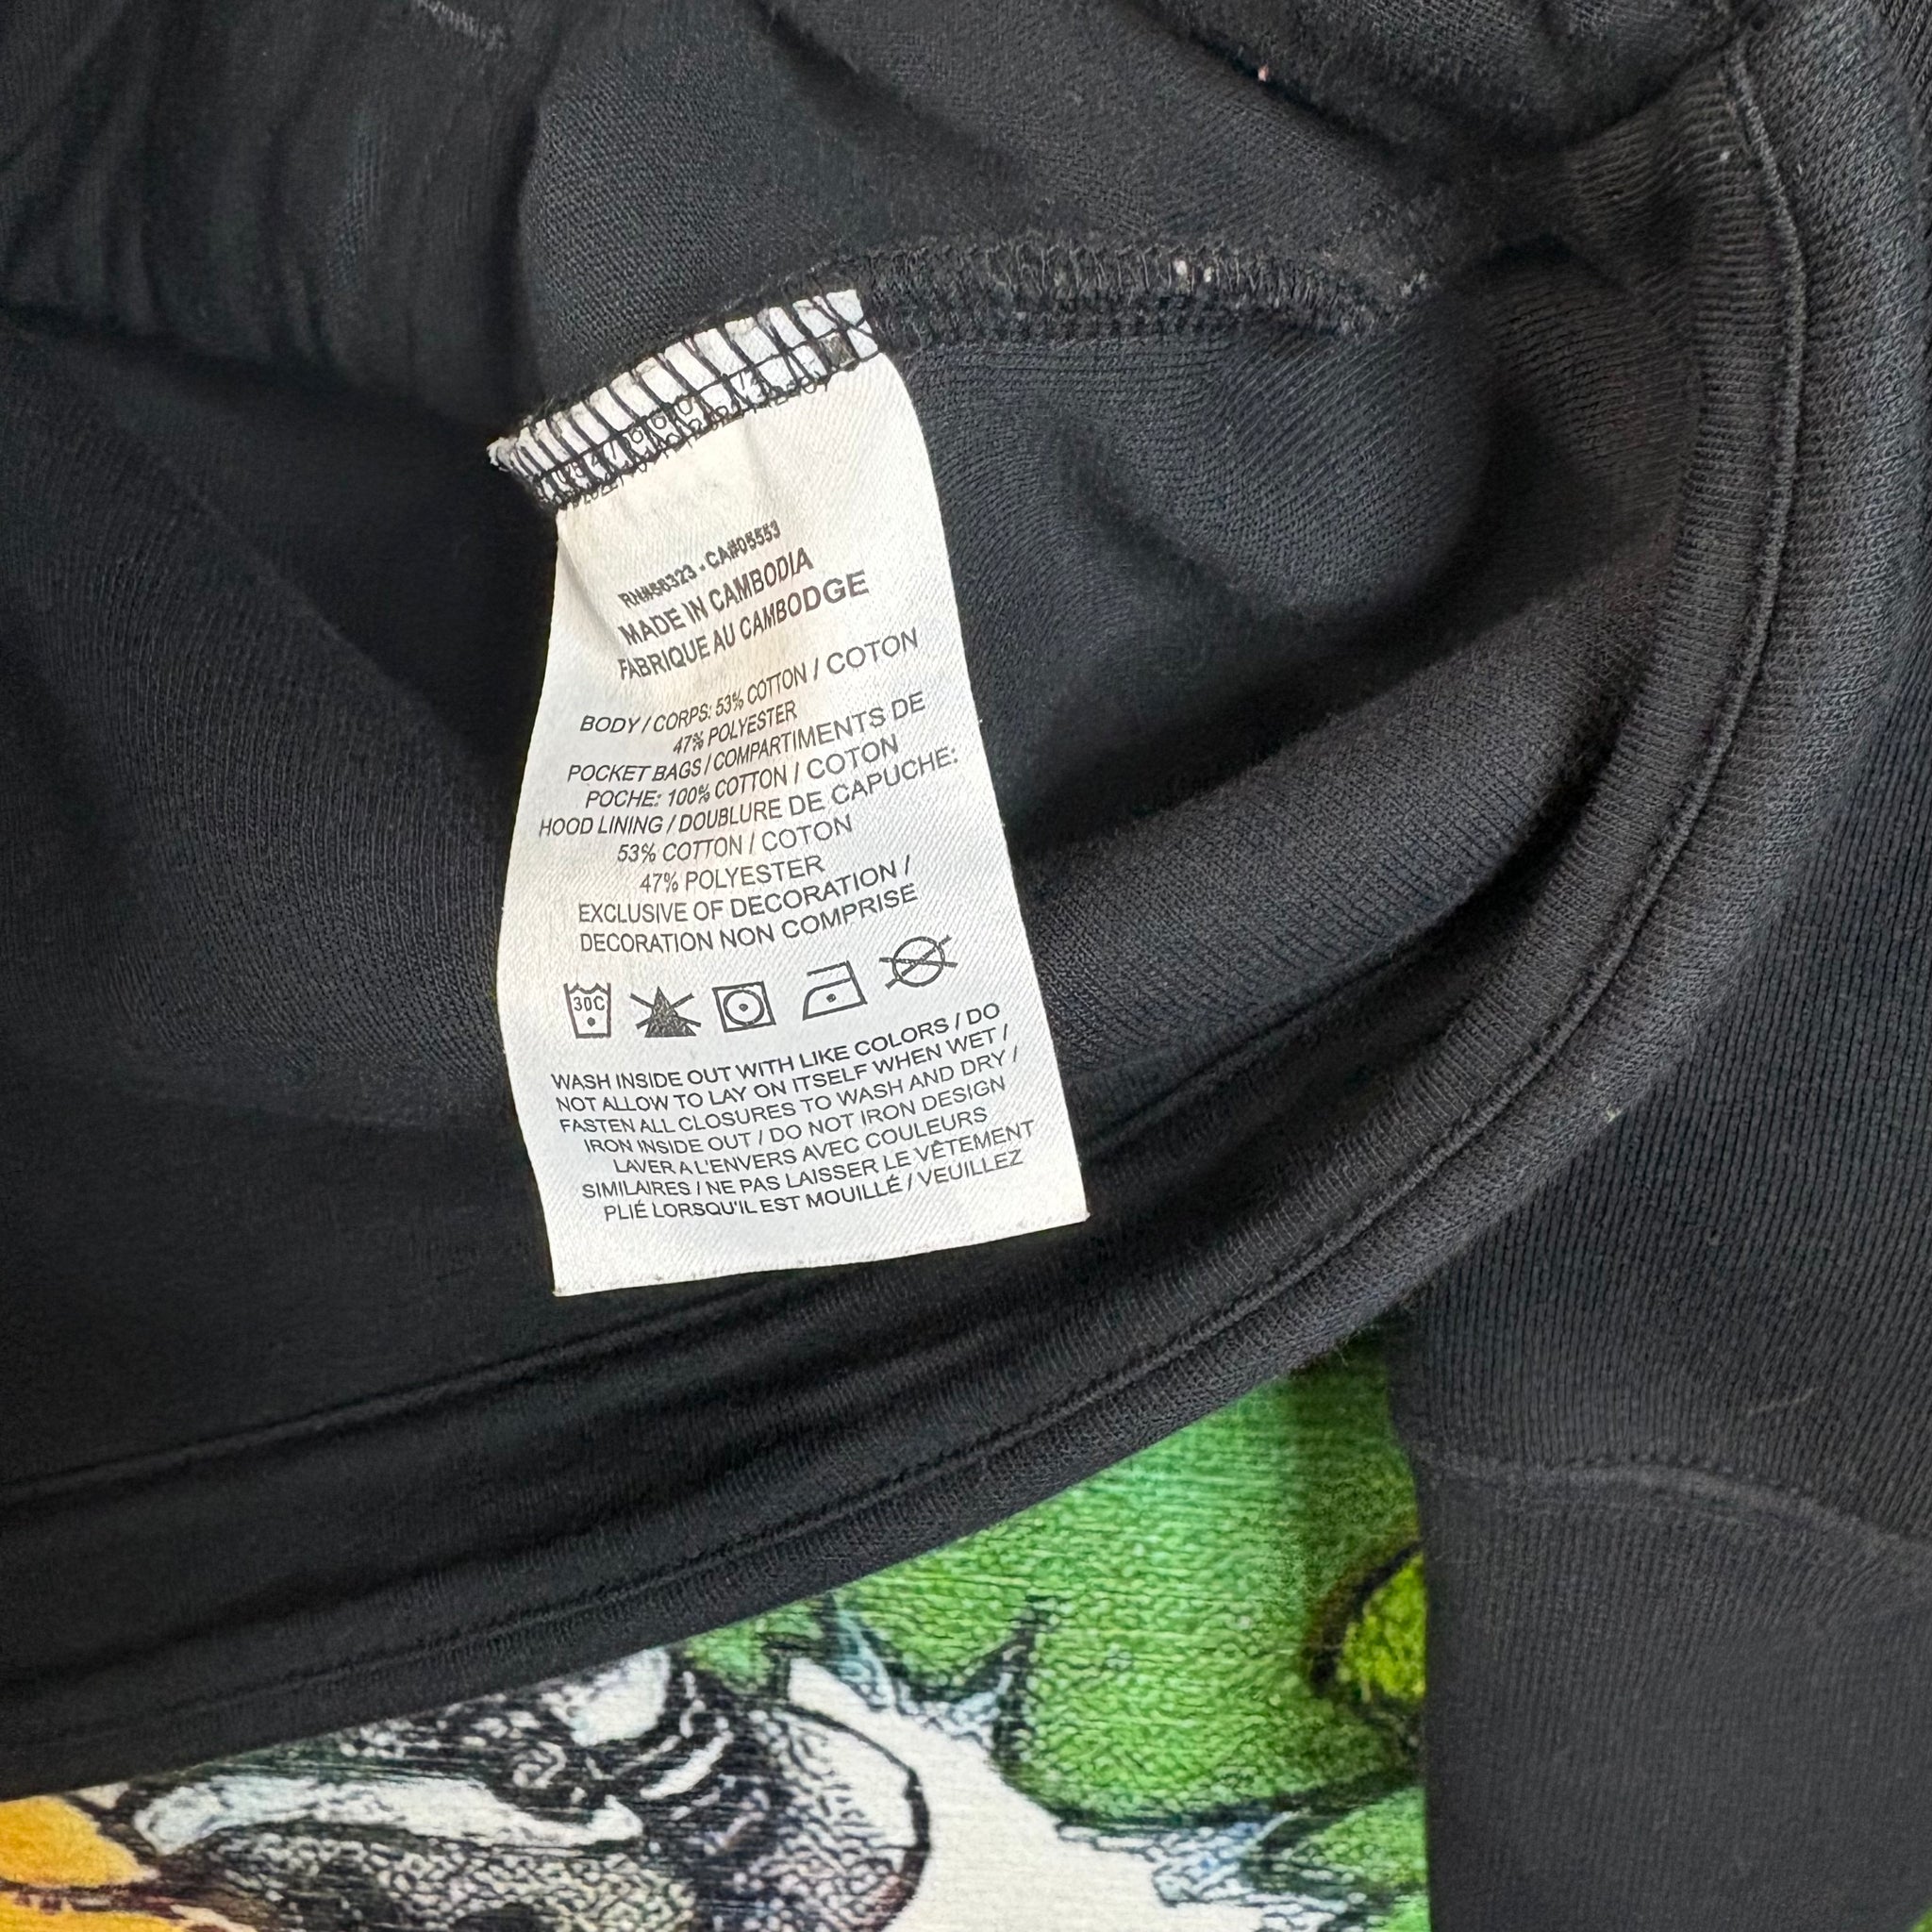 RN#56323 - CA#05553
MADE IN CAMBODIA
FABRIQUE AU CAMBODGE
BODY / CORPS: 53% COTTON / COTON
47% POLYESTER
POCKET BAGS / COMPARTIMENTS DE
POCHE: 100% COTTON / COTON
HOOD LINING / DOUBLURE DE CAPUCHE:
53% COTTON / COTON
47% POLYESTER
EXCLUSIVE OF DECORATION /
DECORATION NON COMPRISE
30C
WASH INSIDE OUT WITH LIKE COLORS / DO
NOT ALLOW TO LAY ON ITSELF WHEN WET /
FASTEN ALL CLOSURES TO WASH AND DRY /
IRON INSIDE OUT / DO NOT IRON DESIGN
LAVER A L'ENVERS AVEC COULEURS
SIMILAIRES / NE PAS LAISSER LE VÊTEMENT
PLIÉ LORSQU'IL EST MOUILLÉ / VEUILLEZ